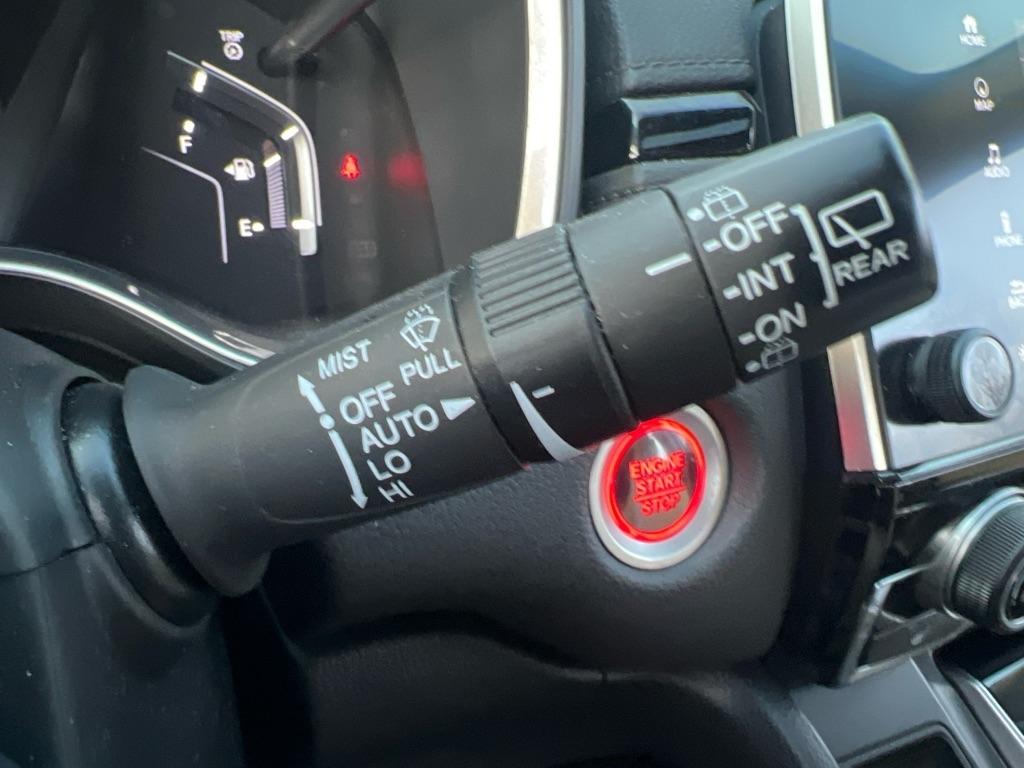 TRIP
F
E
MIST
PULL
OFF
AUTO
LO
HI
OFF
INT
ON
REAR
ENGINE
START
STOP
HOME
MAP
AUDIO
PHONE